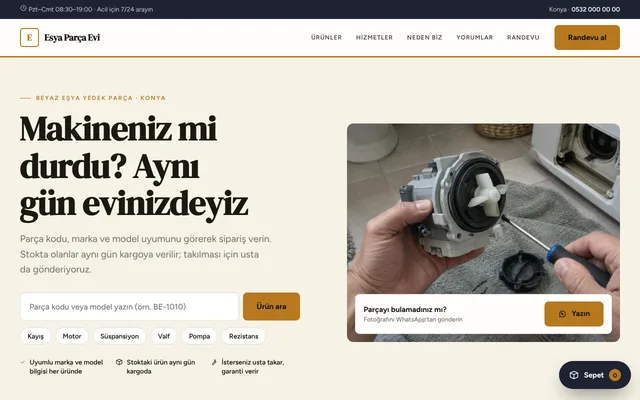 Pzt–Cmt 08:30–19:00 · Acil için 7/24 arayın
Konya · 0532 000 00 00
E
Eşya Parça Evi
ÜRÜNLER
HİZMETLER
NEDEN BİZ
YORUMLAR
RANDEVU
Randevu al
BEYAZ EŞYA YEDEK PARÇA · KONYA
Makineniz mi
durdu? Aynı
gün evinizdeyiz
Parça kodu, marka ve model uyumunu görerek sipariş verin.
Stokta olanlar aynı gün kargoya verilir; takılması için usta
da gönderiyoruz.
Parça kodu veya model yazın (örn. BE-1010)
Ürün ara
Kayış
Motor
Süspansiyon
Valf
Pompa
Rezistans
Uyumlu marka ve model
bilgisi her üründe
Stoktaki ürün aynı gün
kargoda
İsterseniz usta takar,
garanti verir
Parçayı bulamadınız mı?
Fotoğrafını WhatsApp'tan gönderin
Yazın
Sepet
0